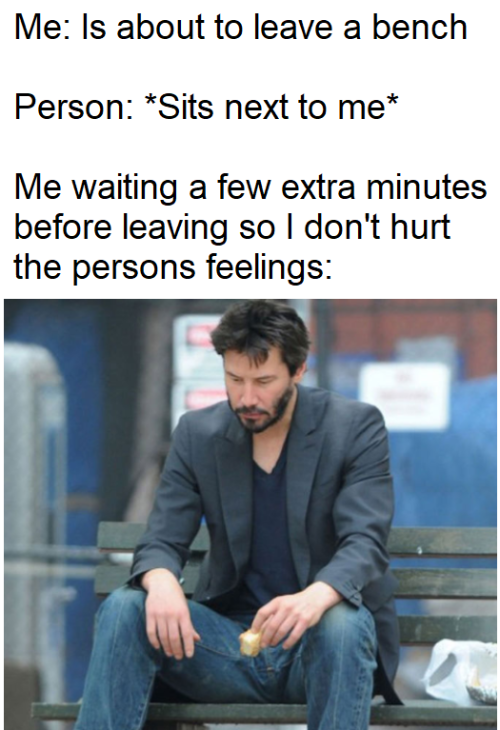 Me: Is about to leave a bench
Person: *Sits next to me*
Me waiting a few extra minutes
before leaving so I don't hurt
the persons feelings: